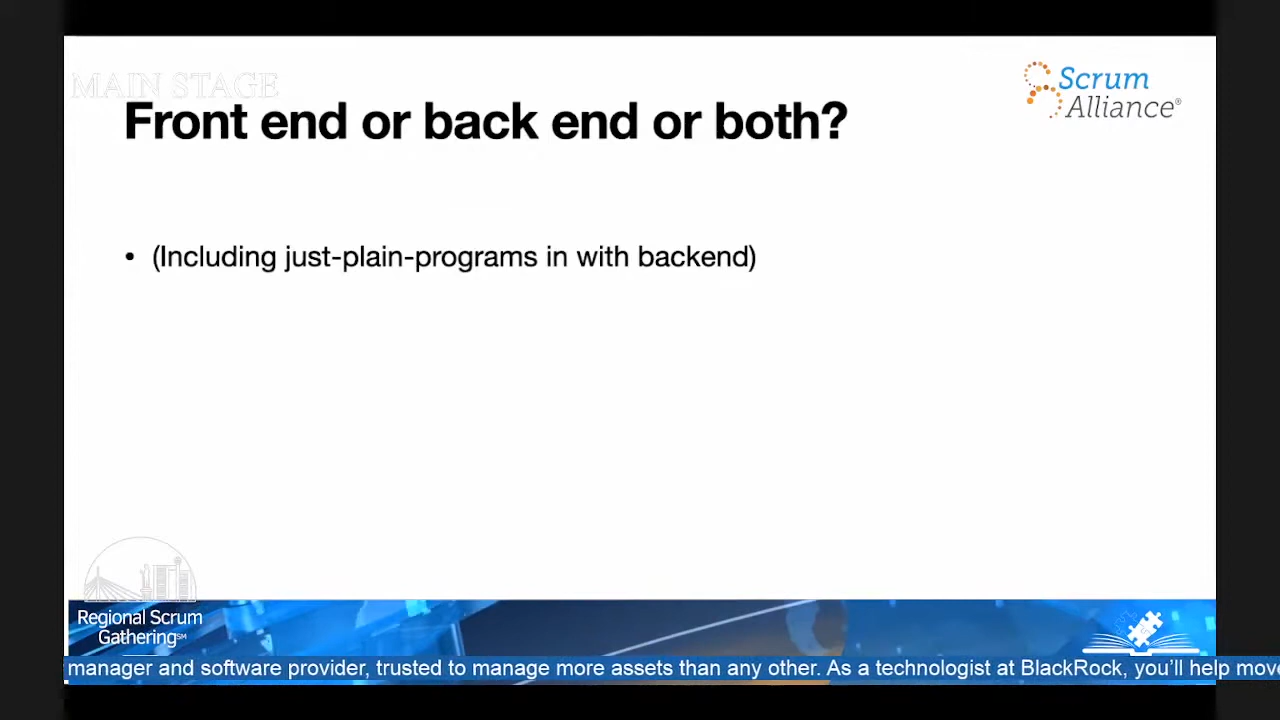 MAIN STAGE
Scrum
Alliance®
Front end or back end or both?
• (Including just-plain-programs in with backend)
Regional Scrum
Gathering℠
manager and software provider, trusted to manage more assets than any other. As a technologist at BlackRock, you’ll help move